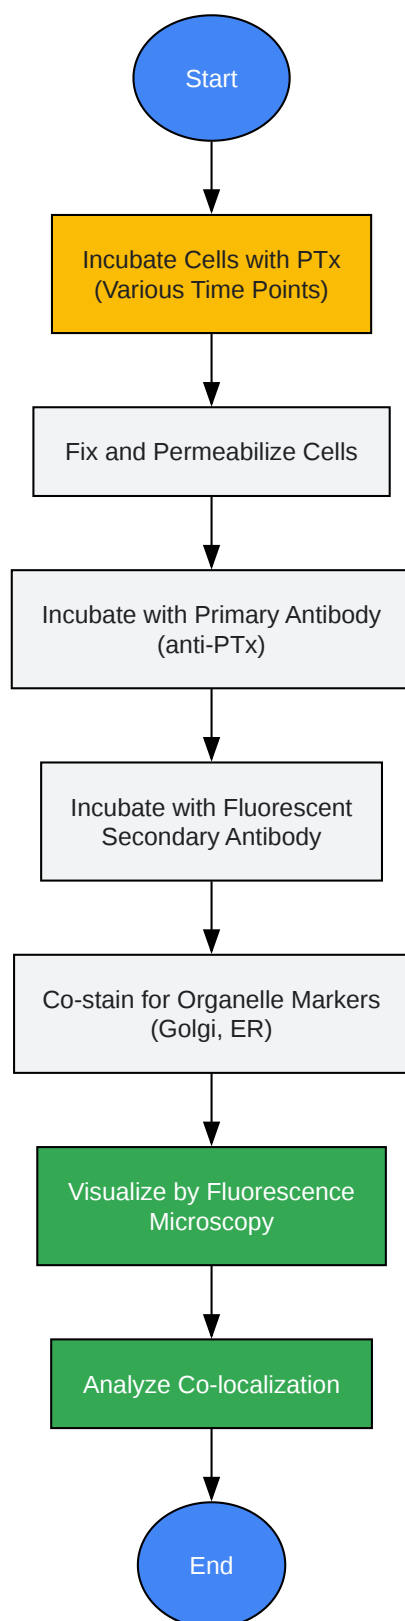 Start
Incubate Cells with PTx
(Various Time Points)
Fix and Permeabilize Cells
Incubate with Primary Antibody
(anti-PTx)
Incubate with Fluorescent
Secondary Antibody
Co-stain for Organelle Markers
(Golgi, ER)
Visualize by Fluorescence
Microscopy
Analyze Co-localization
End